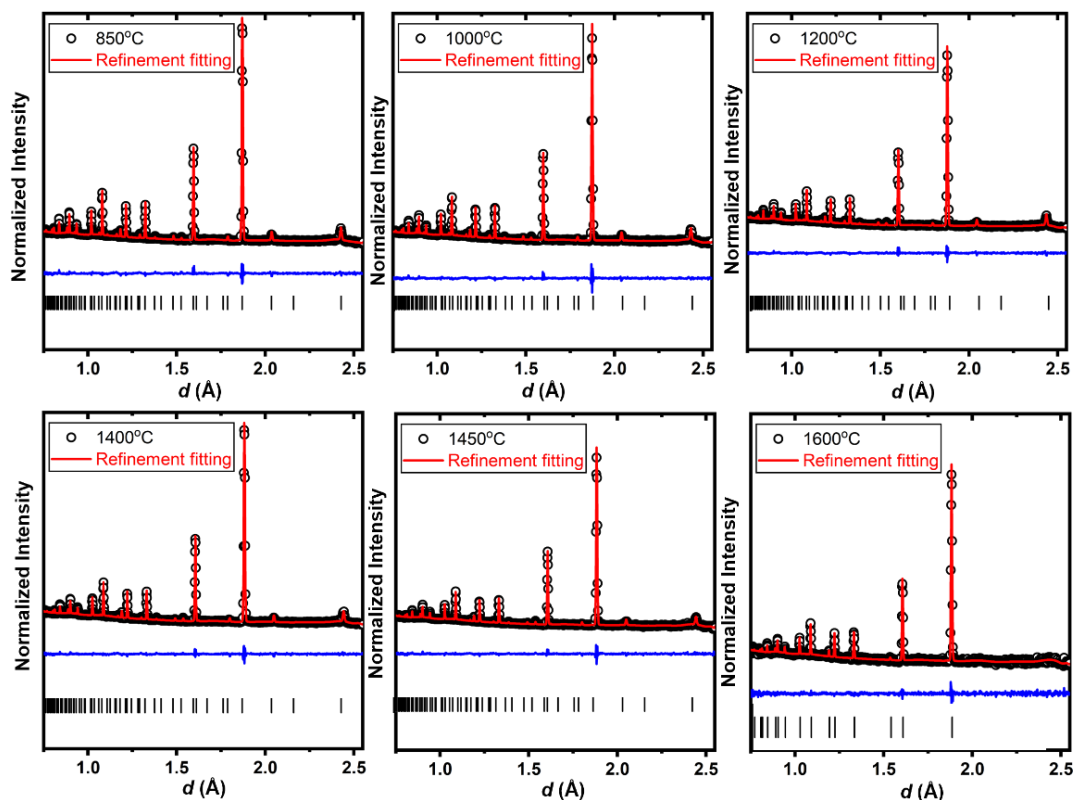 850°C
Refinement fitting
Normalized Intensity
1.0 1.5 2.0 2.5
d (Å)
1000°C
Refinement fitting
Normalized Intensity
1.0 1.5 2.0 2.5
d (Å)
1200°C
Refinement fitting
Normalized Intensity
1.0 1.5 2.0 2.5
d (Å)
1400°C
Refinement fitting
Normalized Intensity
1.0 1.5 2.0 2.5
d (Å)
1450°C
Refinement fitting
Normalized Intensity
1.0 1.5 2.0 2.5
d (Å)
1600°C
Refinement fitting
Normalized Intensity
1.0 1.5 2.0 2.5
d (Å)